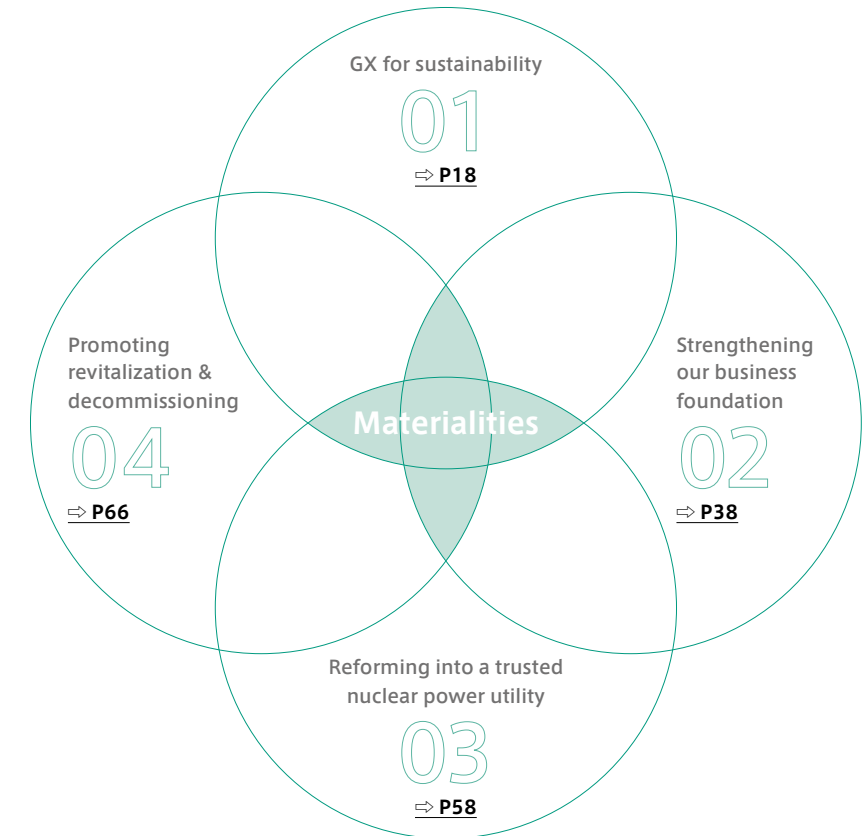 GX for sustainability
01
⇨ P18
Promoting
revitalization &
decommissioning
04
⇨ P66
Materialities
Strengthening
our business
foundation
02
⇨ P38
Reforming into a trusted
nuclear power utility
03
⇨ P58